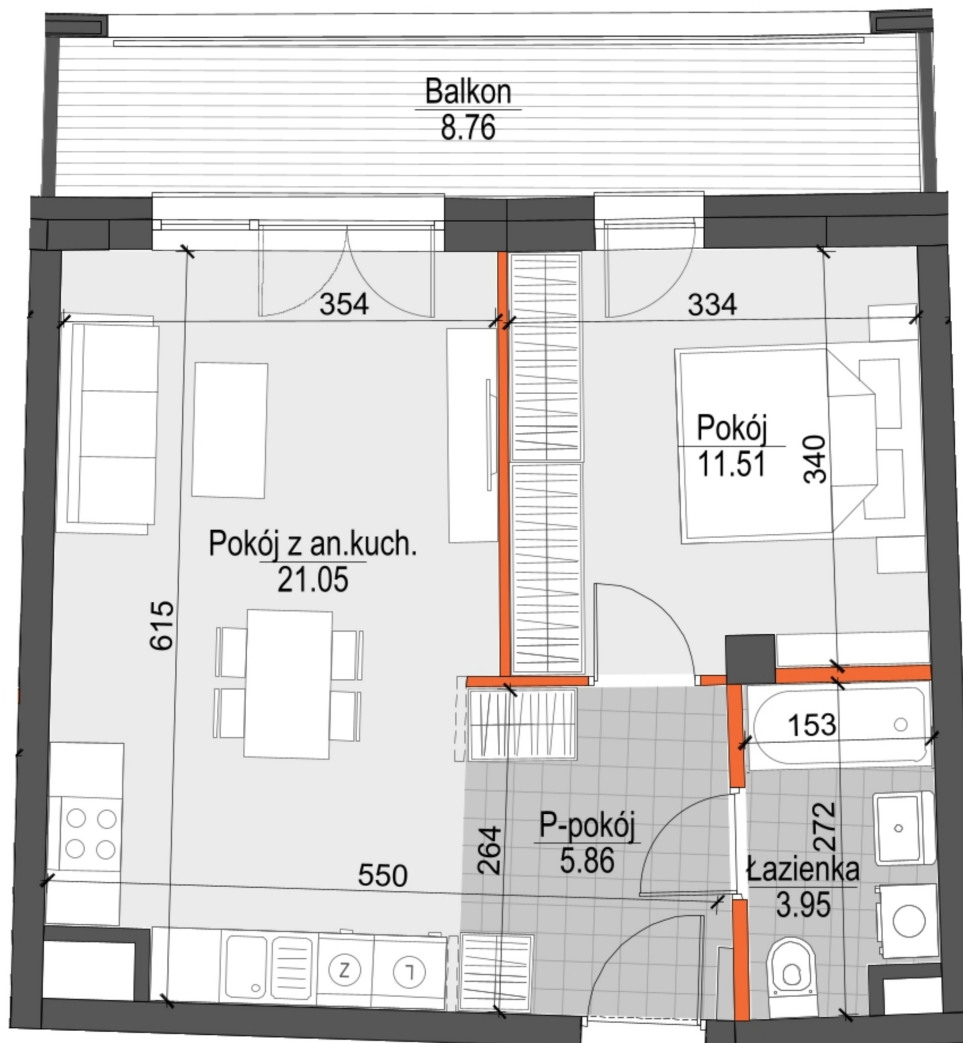 Balkon
8.76
354
334
Pokój
11.51
340
Pokój z an.kuch.
21.05
615
153
P-pokój
5.86
264
272
Łazienka
3.95
550
Z
L